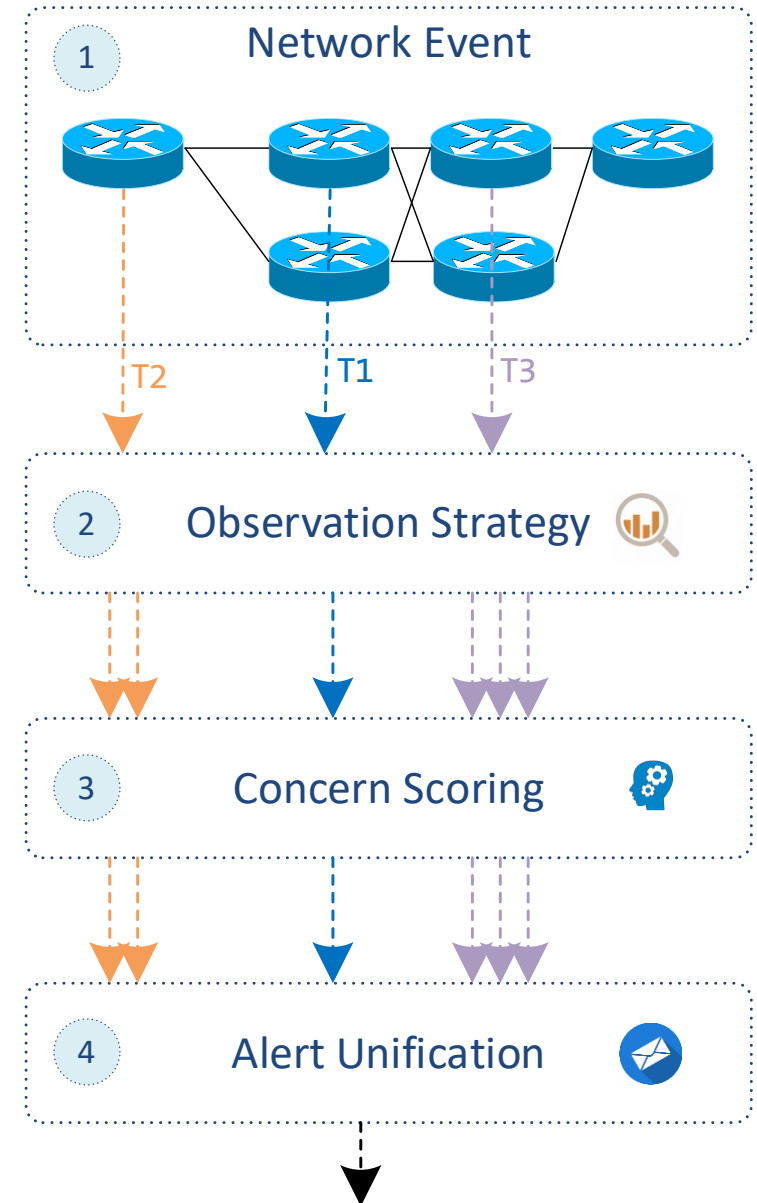 1
Network Event
T2
T1
T3
2
Observation Strategy
3
Concern Scoring
4
Alert Unification